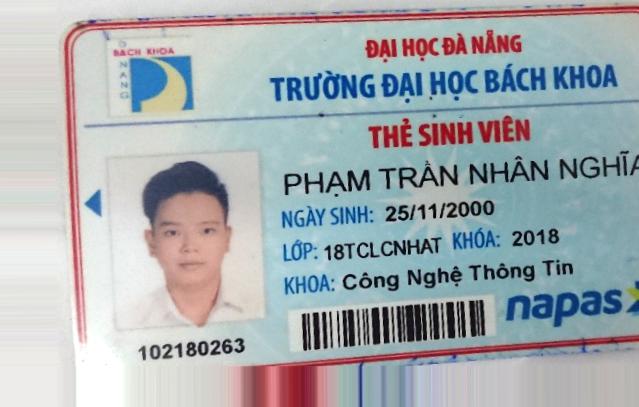 BÁCH KHOA
ĐÀ NẴNG
ĐẠI HỌC ĐÀ NẴNG
TRƯỜNG ĐẠI HỌC BÁCH KHOA
THẺ SINH VIÊN
PHẠM TRẦN NHÂN NGHĨA
NGÀY SINH: 25/11/2000
LỚP: 18TCLCNHAT KHÓA: 2018
KHOA: Công Nghệ Thông Tin
napas
102180263